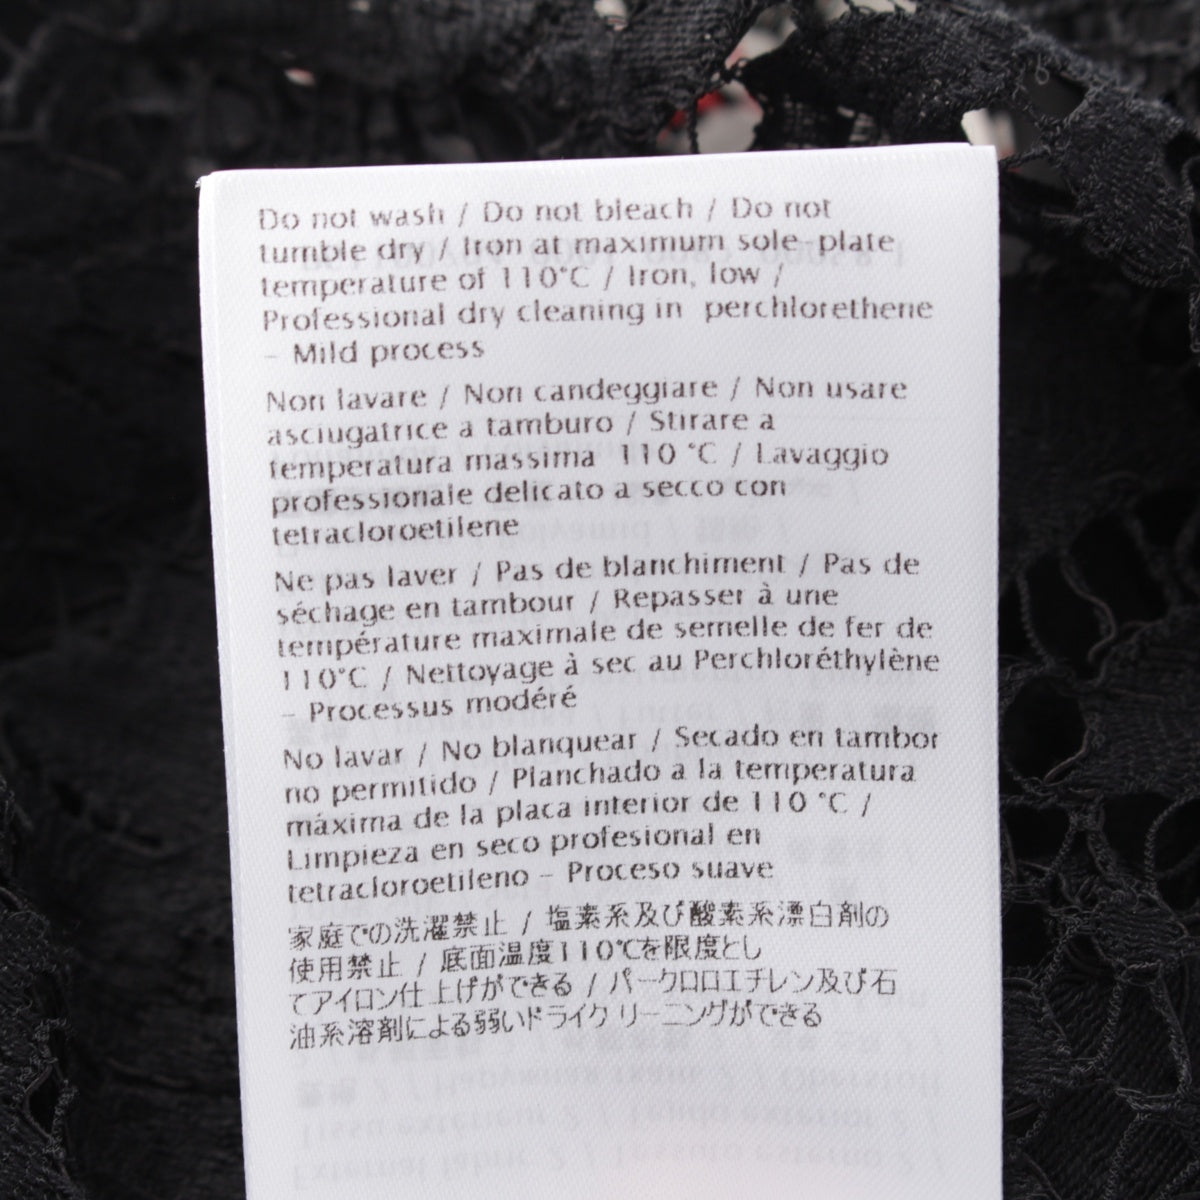 Do not wash / Do not bleach / Do not
tumble dry / Iron at maximum sole-plate
temperature of 110°C / Iron, low /
Professional dry cleaning in perchlorethene
– Mild process
Non lavare / Non candeggiare / Non usare
asciugatrice a tamburo / Stirare a
temperatura massima 110 °C / Lavaggio
professionale delicato a secco con
tetracloroetilene
Ne pas laver / Pas de blanchiment / Pas de
séchage en tambour / Repasser à une
température maximale de semelle de fer de
110°C / Nettoyage à sec au Perchloréthylène
– Processus modéré
No lavar / No blanquear / Secado en tambor
no permitido / Planchado a la temperatura
máxima de la placa interior de 110 °C /
Limpieza en seco profesional en
tetracloroetileno – Proceso suave
家庭での洗濯禁止 / 塩素系及び酸素系漂白剤の
使用禁止 / 底面温度110℃を限度とし
てアイロン仕上げができる / パークロロエチレン及び石
油系溶剤による弱いドライクリーニングができる